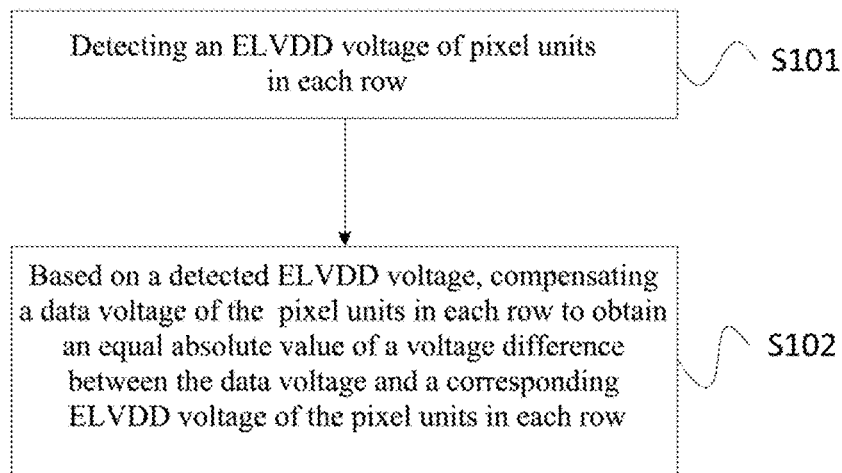 Detecting an ELVDD voltage of pixel units
in each row
S101
Based on a detected ELVDD voltage, compensating
a data voltage of the pixel units in each row to obtain
an equal absolute value of a voltage difference
between the data voltage and a corresponding
ELVDD voltage of the pixel units in each row
S102